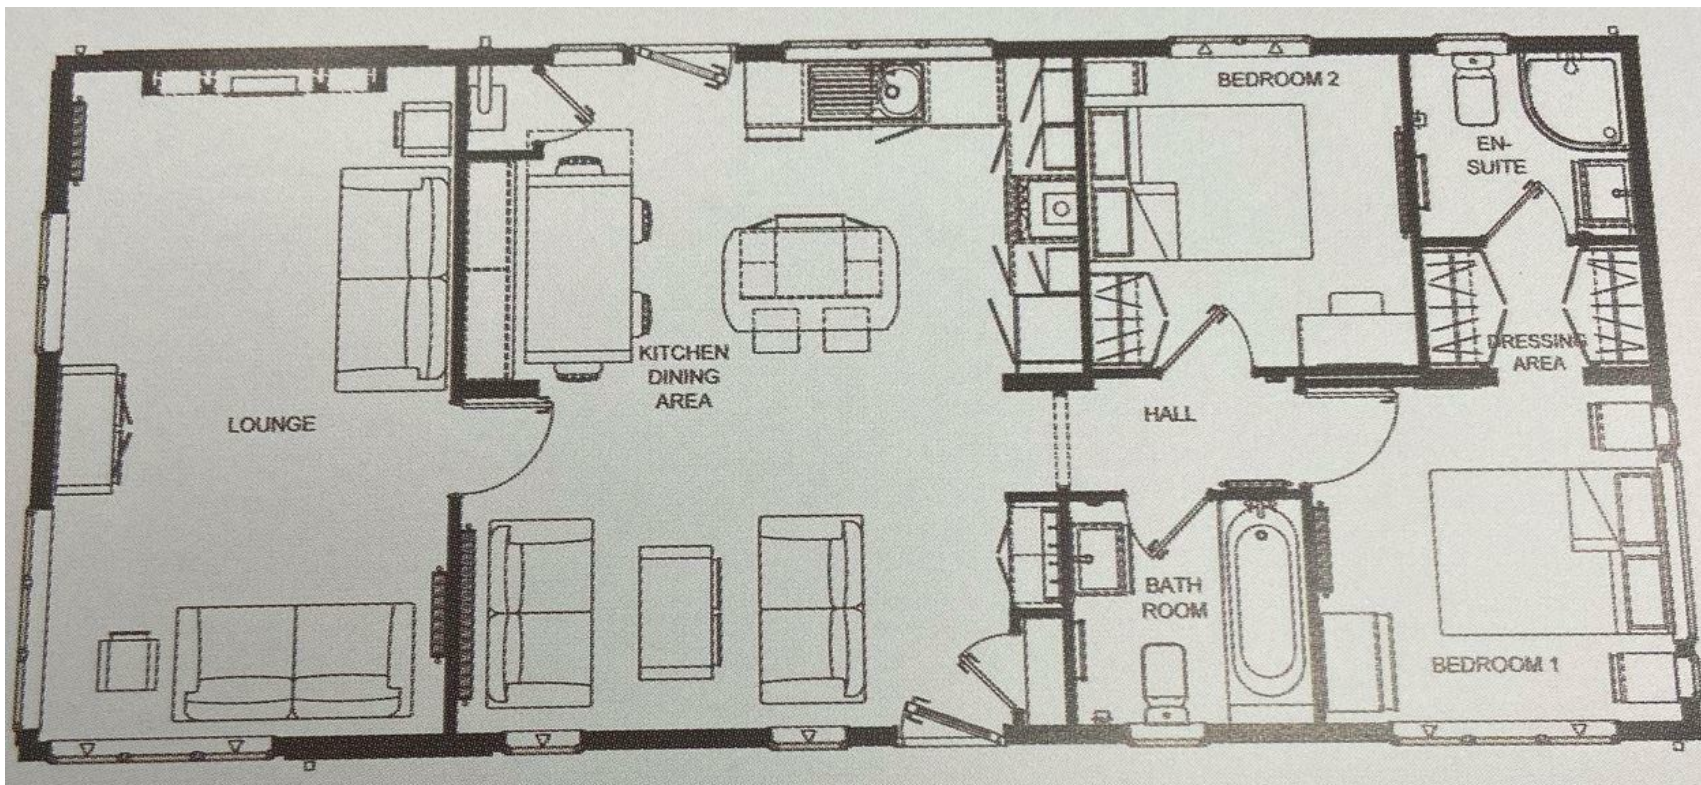 BEDROOM 2
EN-
SUITE
KITCHEN
DINING
AREA
DRESSING
AREA
LOUNGE
HALL
BATH
ROOM
BEDROOM 1